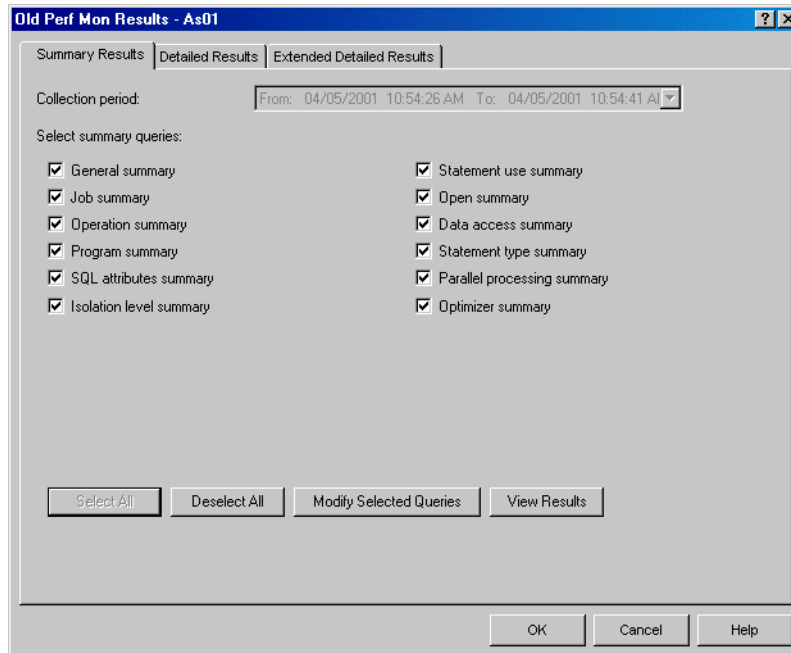 Old Perf Mon Results - As01
Summary Results Detailed Results Extended Detailed Results
Collection period: From: 04/05/2001 10:54:26 AM To: 04/05/2001 10:54:41 AM
Select summary queries:
General summary Statement use summary
Job summary Open summary
Operation summary Data access summary
Program summary Statement type summary
SQL attributes summary Parallel processing summary
Isolation level summary Optimizer summary
Select All Deselect All Modify Selected Queries View Results
OK Cancel Help